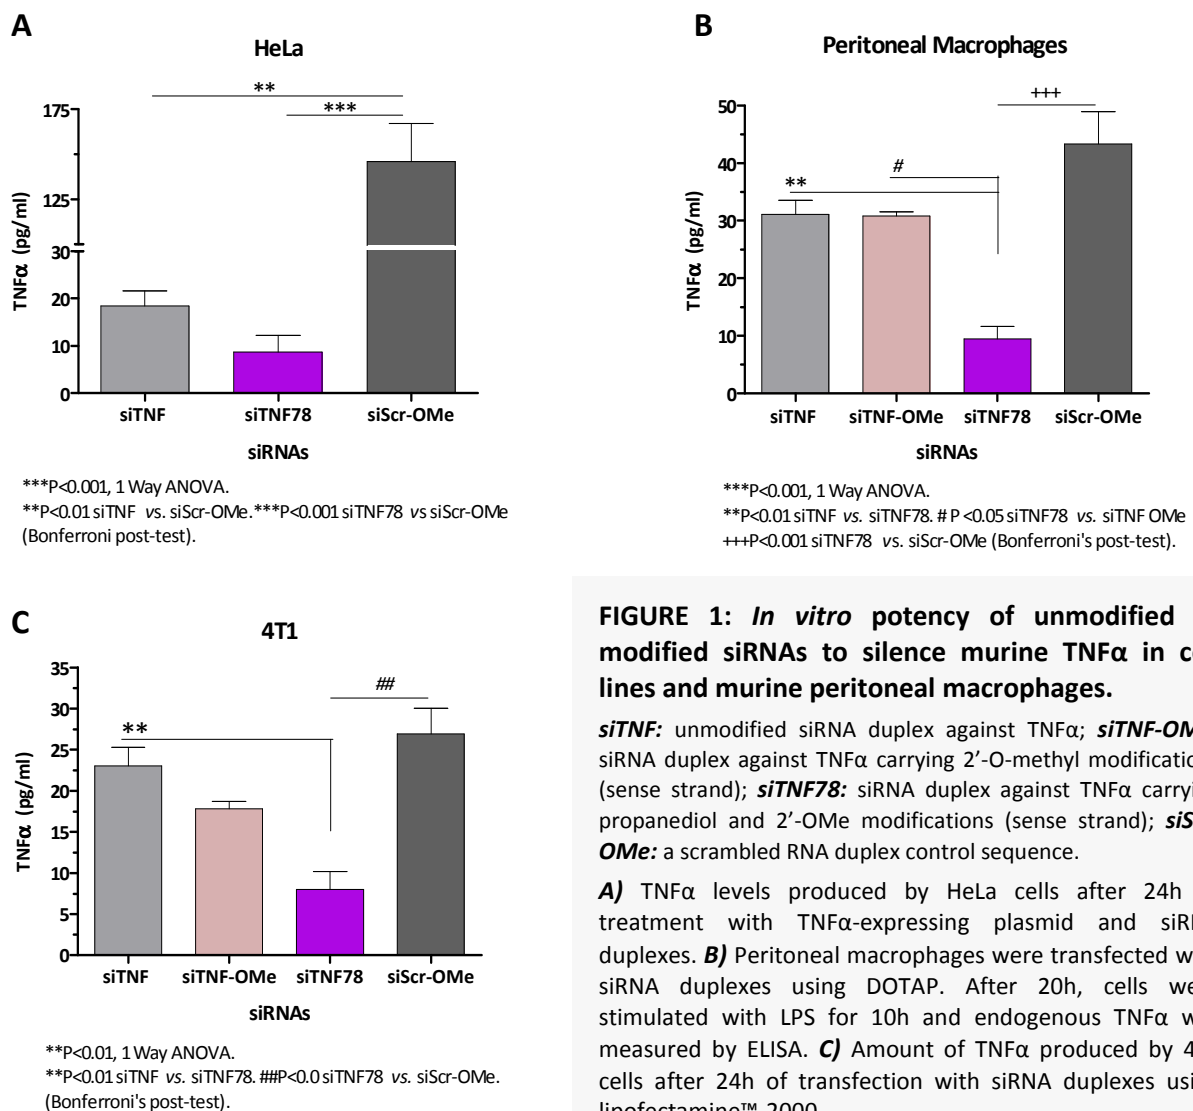 A
HeLa
**
***
175
125
30
20
10
0
TNFα (pg/ml)
siTNF siTNF78 siScr-OMe
siRNAs
***P<0.001, 1 Way ANOVA.
**P<0.01 siTNF vs. siScr-OMe.***P<0.001 siTNF78 vs siScr-OMe
(Bonferroni post-test).
B
Peritoneal Macrophages
+++
#
**
50
40
30
20
10
0
TNFα (pg/ml)
siTNF siTNF-OMe siTNF78 siScr-OMe
siRNAs
***P<0.001, 1 Way ANOVA.
**P<0.01 siTNF vs. siTNF78. # P <0.05 siTNF78 vs. siTNF OMe
+++P<0.001 siTNF78 vs. siScr-OMe (Bonferroni's post-test).
C
4T1
##
**
35
30
25
20
15
10
5
0
TNFα (pg/ml)
siTNF siTNF-OMe siTNF78 siScr-OMe
siRNAs
**P<0.01, 1 Way ANOVA.
**P<0.01 siTNF vs. siTNF78. ##P<0.0 siTNF78 vs. siScr-OMe.
(Bonferroni's post-test).
FIGURE 1: In vitro potency of unmodified
modified siRNAs to silence murine TNFα in
lines and murine peritoneal macrophages.
siTNF: unmodified siRNA duplex against TNFα;
siRNA duplex against TNFα carrying 2’-O-methyl
(sense strand); siTNF78: siRNA duplex against TNFα
propanediol and 2’-OMe modifications (sense strand);
OMe: a scrambled RNA duplex control sequence.
A) TNFα levels produced by HeLa cells after 24h
treatment with TNFα-expressing plasmid and
duplexes. B) Peritoneal macrophages were transfected
siRNA duplexes using DOTAP. After 20h, cells
stimulated with LPS for 10h and endogenous TNFα
measured by ELISA. C) Amount of TNFα produced by
cells after 24h of transfection with siRNA duplexes
lipofectamine™ 2000